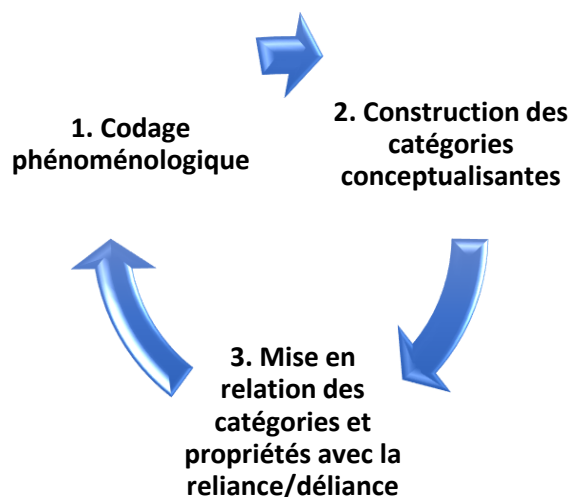 1. Codage
phénoménologique
2. Construction des
catégories
conceptualisantes
3. Mise en
relation des
catégories et
propriétés avec la
reliance/déliance